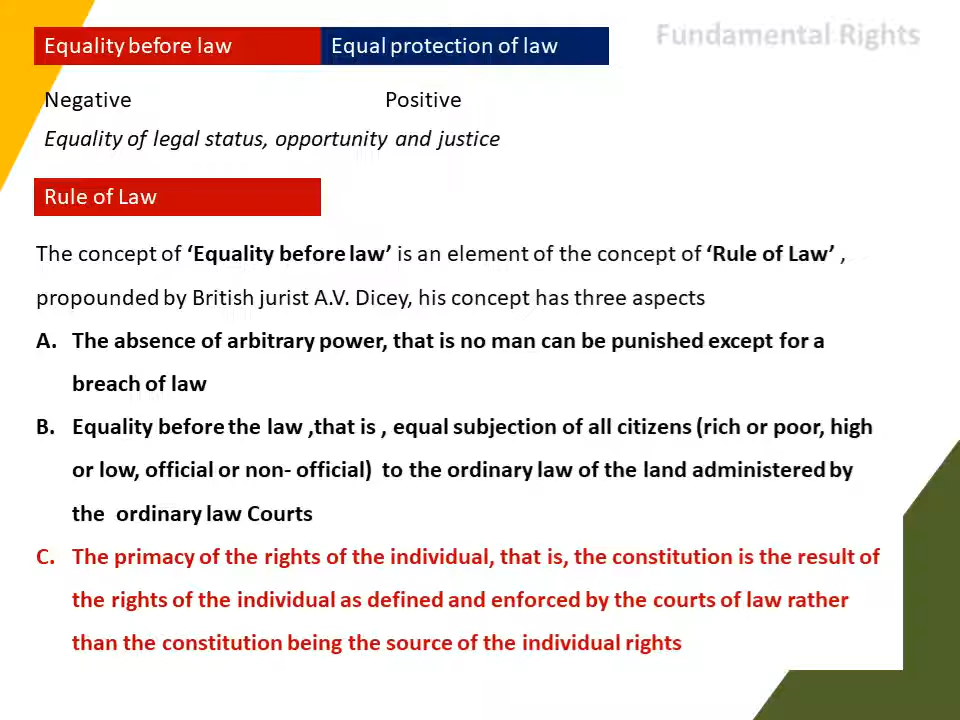 Fundamental Rights
Equality before law Equal protection of law
Negative Positive
Equality of legal status, opportunity and justice
Rule of Law
The concept of ‘Equality before law’ is an element of the concept of ‘Rule of Law’ ,
propounded by British jurist A.V. Dicey, his concept has three aspects
A. The absence of arbitrary power, that is no man can be punished except for a
breach of law
B. Equality before the law ,that is , equal subjection of all citizens (rich or poor, high
or low, official or non- official) to the ordinary law of the land administered by
the ordinary law Courts
C. The primacy of the rights of the individual, that is, the constitution is the result of
the rights of the individual as defined and enforced by the courts of law rather
than the constitution being the source of the individual rights